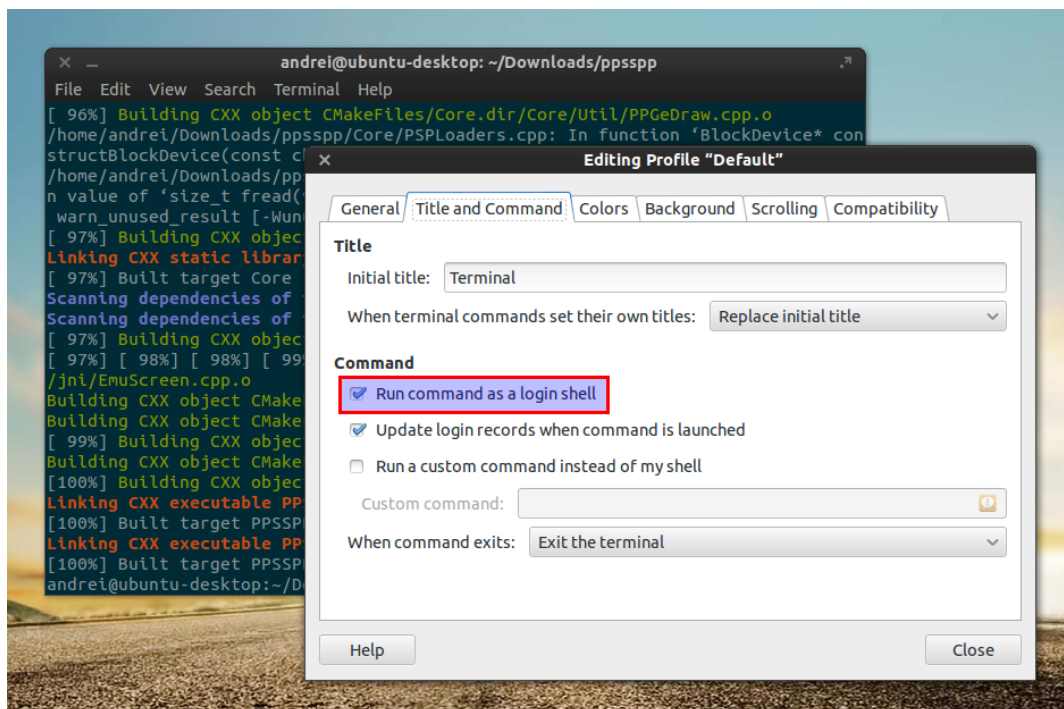 andrei@ubuntu-desktop: ~/Downloads/ppsspp
File Edit View Search Terminal Help
[ 96%] Building CXX object CMakeFiles/Core.dir/Core/Util/PPGeDraw.cpp.o
/home/andrei/Downloads/ppsspp/Core/PSPLoaders.cpp: In function ‘BlockDevice* con
structBlockDevice(const
/home/andrei/Downloads/pp
n value of ‘size_t fread(
warn_unused_result [-Wun
[ 97%] Building CXX objec
Linking CXX static librar
[ 97%] Built target Core
Scanning dependencies of
Scanning dependencies of
[ 97%] Building CXX objec
[ 97%] [ 98%] [ 98%] [ 99
/jni/EmuScreen.cpp.o
Building CXX object CMake
Building CXX object CMake
[ 99%] Building CXX objec
Building CXX object CMake
[100%] Building CXX objec
Linking CXX executable PP
[100%] Built target PPSSP
Linking CXX executable PP
[100%] Built target PPSSP
andrei@ubuntu-desktop:~/D
Editing Profile “Default”
General Title and Command Colors Background Scrolling Compatibility
Title
Initial title: Terminal
When terminal commands set their own titles: Replace initial title
Command
Run command as a login shell
Update login records when command is launched
Run a custom command instead of my shell
Custom command:
When command exits: Exit the terminal
Help Close